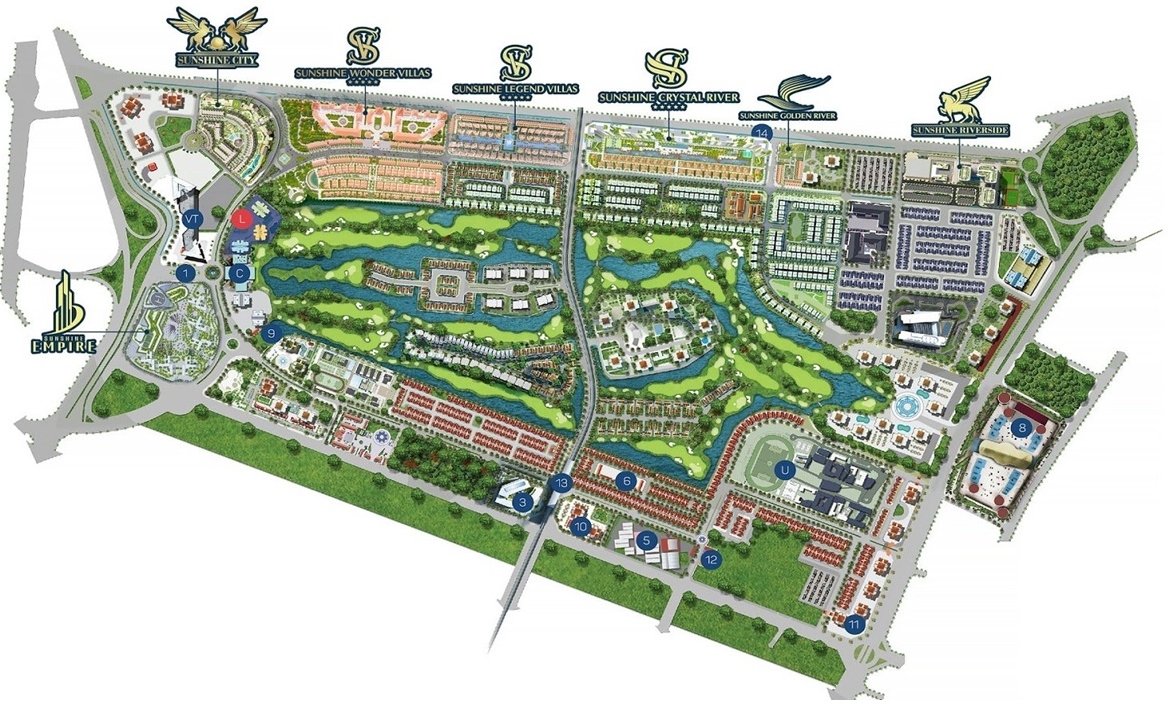 SUNSHINE CITY
SUNSHINE WONDER VILLAS
SUNSHINE LEGEND VILLAS
SUNSHINE CRYSTAL RIVER
SUNSHINE GOLDEN RIVER
SUNSHINE RIVERSIDE
14
VT
L
1
C
SUNSHINE
EMPIRE
9
8
U
13
6
3
10
5
12
11